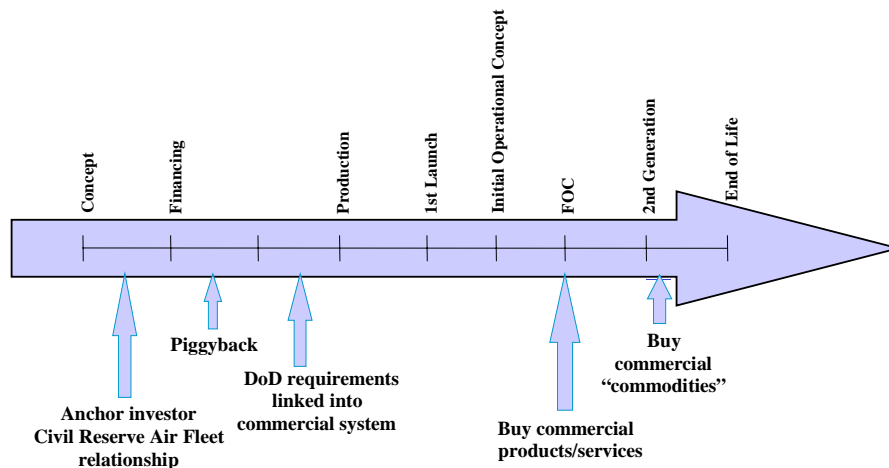 Concept
Financing
Production
1st Launch
Initial Operational Concept
FOC
2nd Generation
End of Life
Piggyback
Buy
commercial
“commodities”
DoD requirements
linked into
commercial system
Anchor investor
Civil Reserve Air Fleet
relationship
Buy commercial
products/services